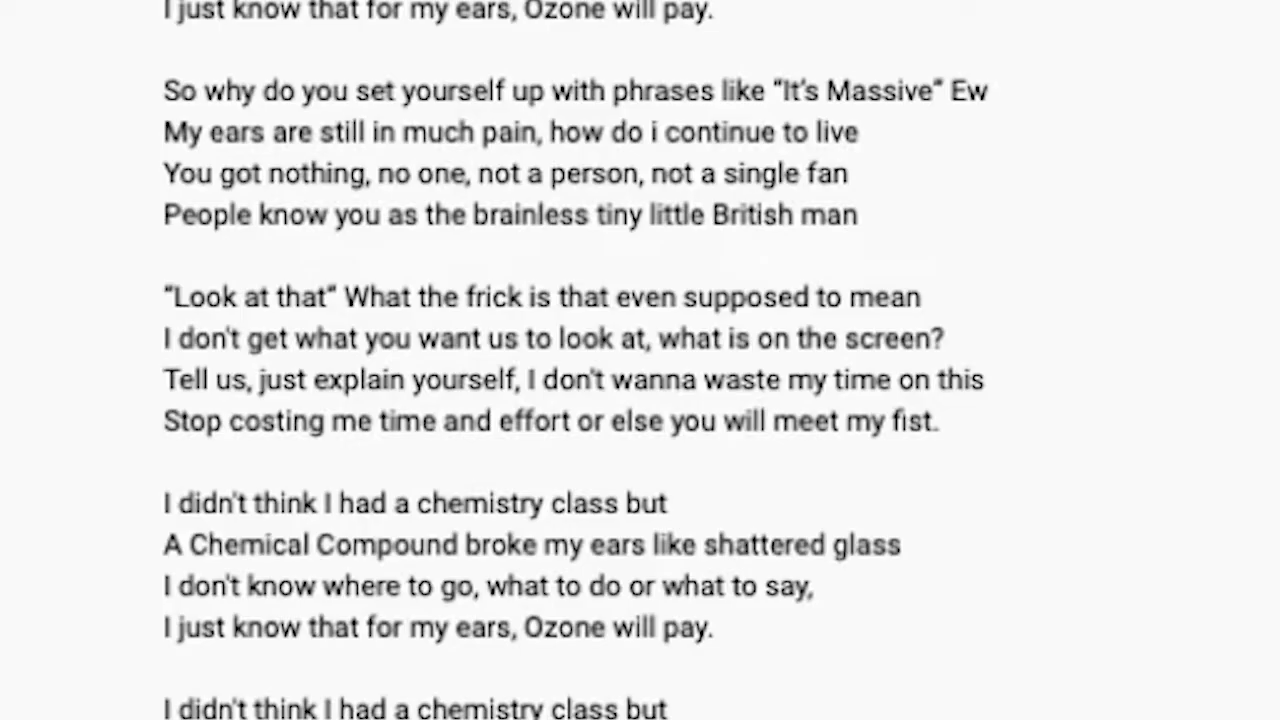 I just know that for my ears, Ozone will pay.
So why do you set yourself up with phrases like “It's Massive” Ew
My ears are still in much pain, how do i continue to live
You got nothing, no one, not a person, not a single fan
People know you as the brainless tiny little British man
“Look at that” What the frick is that even supposed to mean
I don't get what you want us to look at, what is on the screen?
Tell us, just explain yourself, I don't wanna waste my time on this
Stop costing me time and effort or else you will meet my fist.
I didn't think I had a chemistry class but
A Chemical Compound broke my ears like shattered glass
I don't know where to go, what to do or what to say,
I just know that for my ears, Ozone will pay.
I didn't think I had a chemistry class but